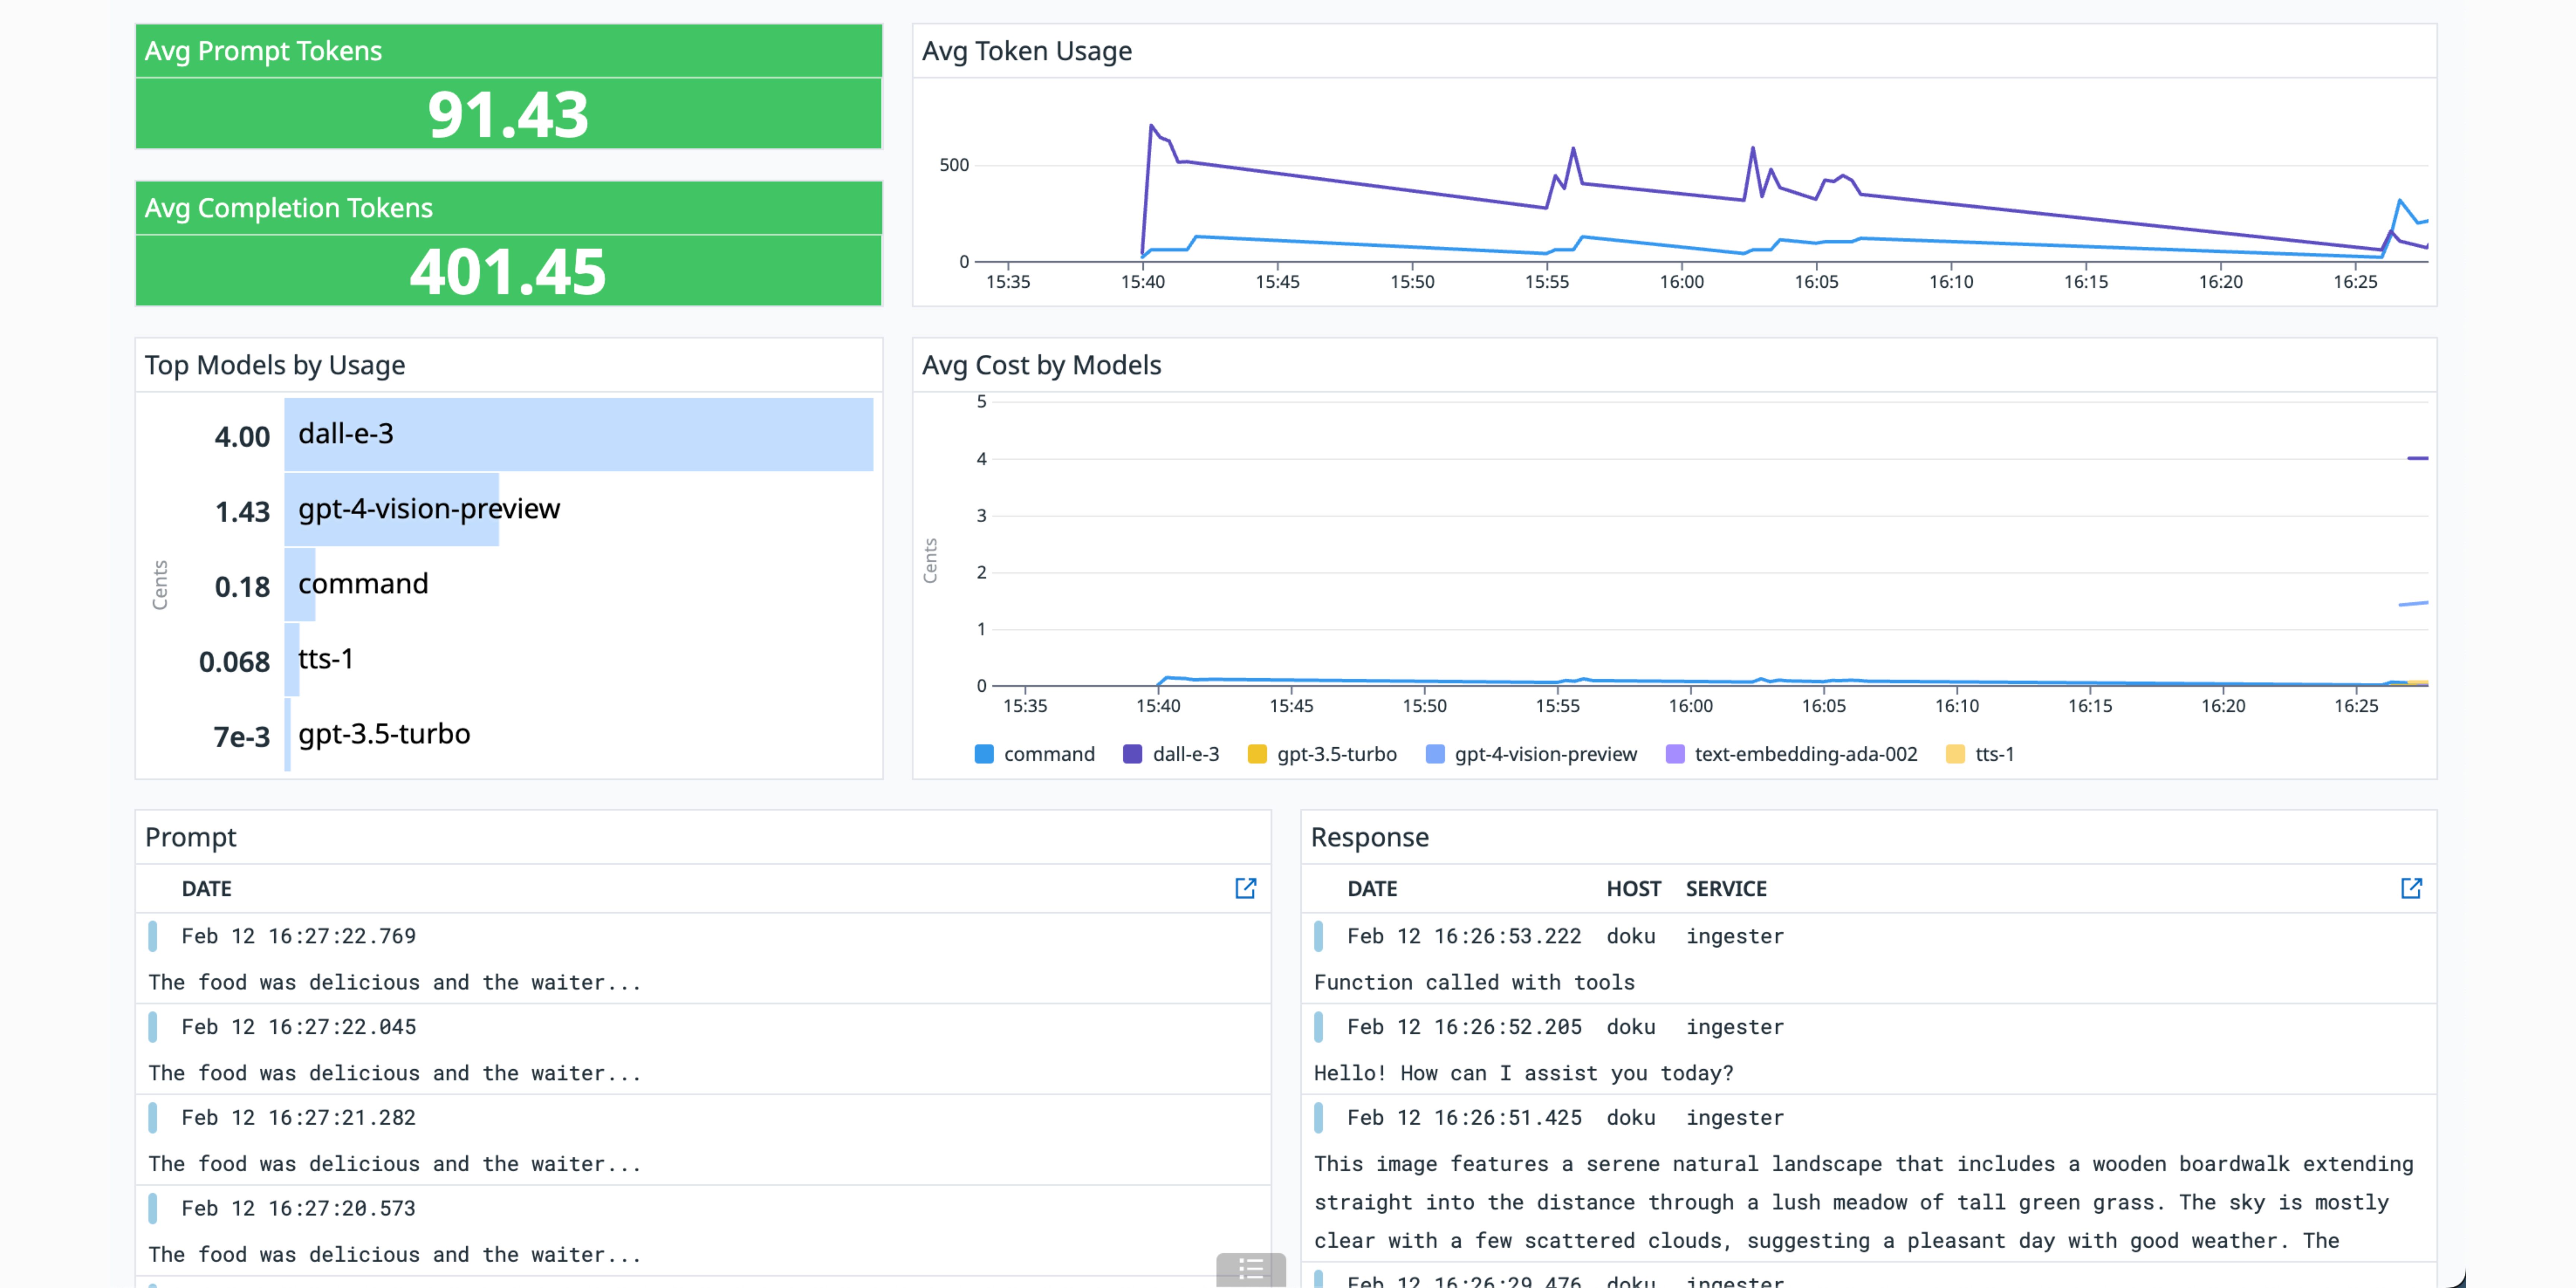 Avg Prompt Tokens
91.43
Avg Completion Tokens
401.45
Avg Token Usage
500
0
15:35 15:40 15:45 15:50 15:55 16:00 16:05 16:10 16:15 16:20 16:25
Top Models by Usage
Cents
4.00 dall-e-3
1.43 gpt-4-vision-preview
0.18 command
0.068 tts-1
7e-3 gpt-3.5-turbo
Avg Cost by Models
Cents
5
4
3
2
1
0
15:35 15:40 15:45 15:50 15:55 16:00 16:05 16:10 16:15 16:20 16:25
command dall-e-3 gpt-3.5-turbo gpt-4-vision-preview text-embedding-ada-002 tts-1
Prompt
DATE
Feb 12 16:27:22.769
The food was delicious and the waiter...
Feb 12 16:27:22.045
The food was delicious and the waiter...
Feb 12 16:27:21.282
The food was delicious and the waiter...
Feb 12 16:27:20.573
The food was delicious and the waiter...
Response
DATE HOST SERVICE
Feb 12 16:26:53.222 doku ingester
Function called with tools
Feb 12 16:26:52.205 doku ingester
Hello! How can I assist you today?
Feb 12 16:26:51.425 doku ingester
This image features a serene natural landscape that includes a wooden boardwalk extending
straight into the distance through a lush meadow of tall green grass. The sky is mostly
clear with a few scattered clouds, suggesting a pleasant day with good weather. The
Feb 12 16:26:29.476 doku ingester